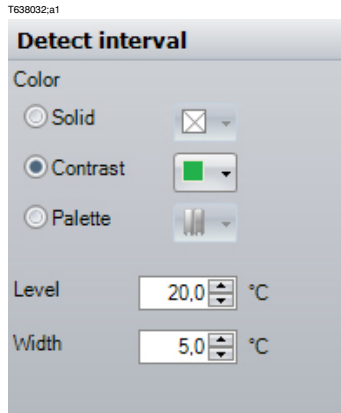 T638032;a1
Detect interval
Color
Solid
Contrast
Palette
Level 20,0 °C
Width 5,0 °C